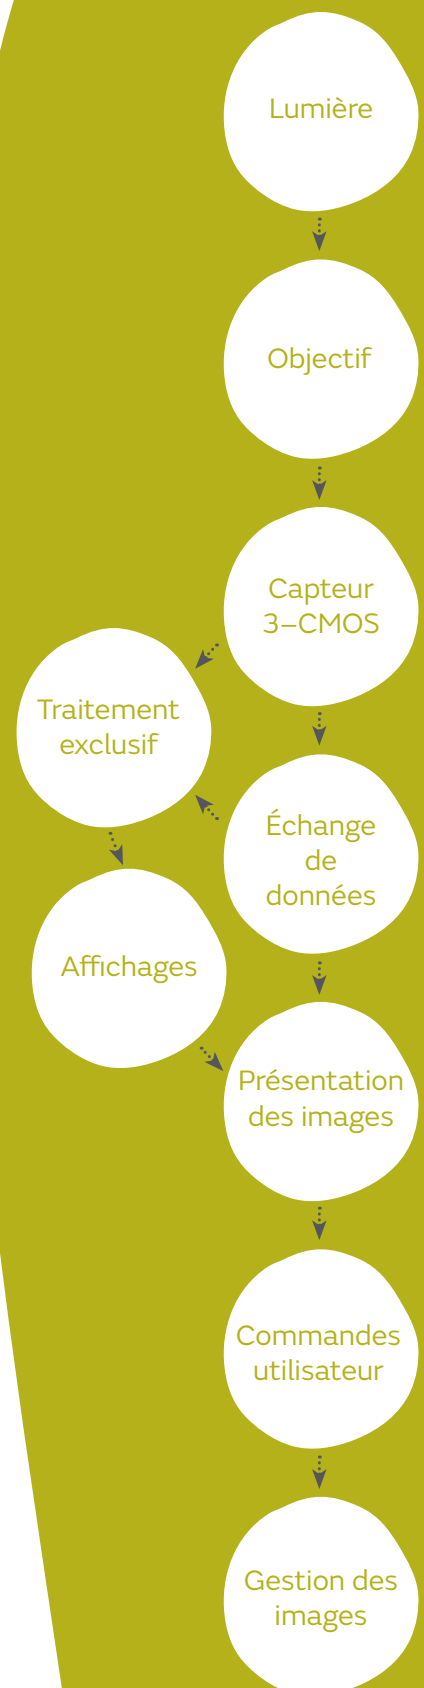 Lumière
Objectif
Capteur
3–CMOS
Traitement
exclusif
Échange
de
données
Affichages
Présentation
des images
Commandes
utilisateur
Gestion des
images